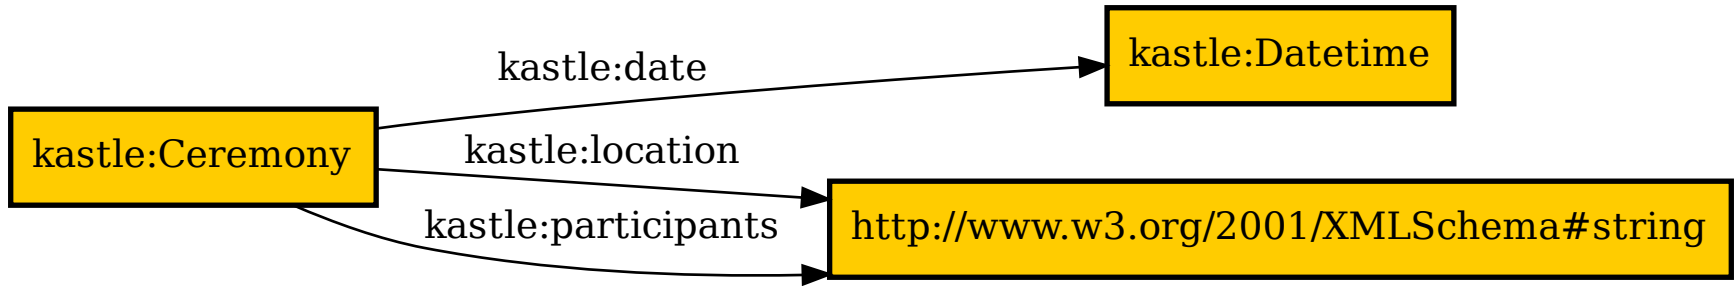 kastle:Datetime
kastle:date
kastle:location
kastle:Ceremony
kastle:participants
http://www.w3.org/2001/XMLSchema#string